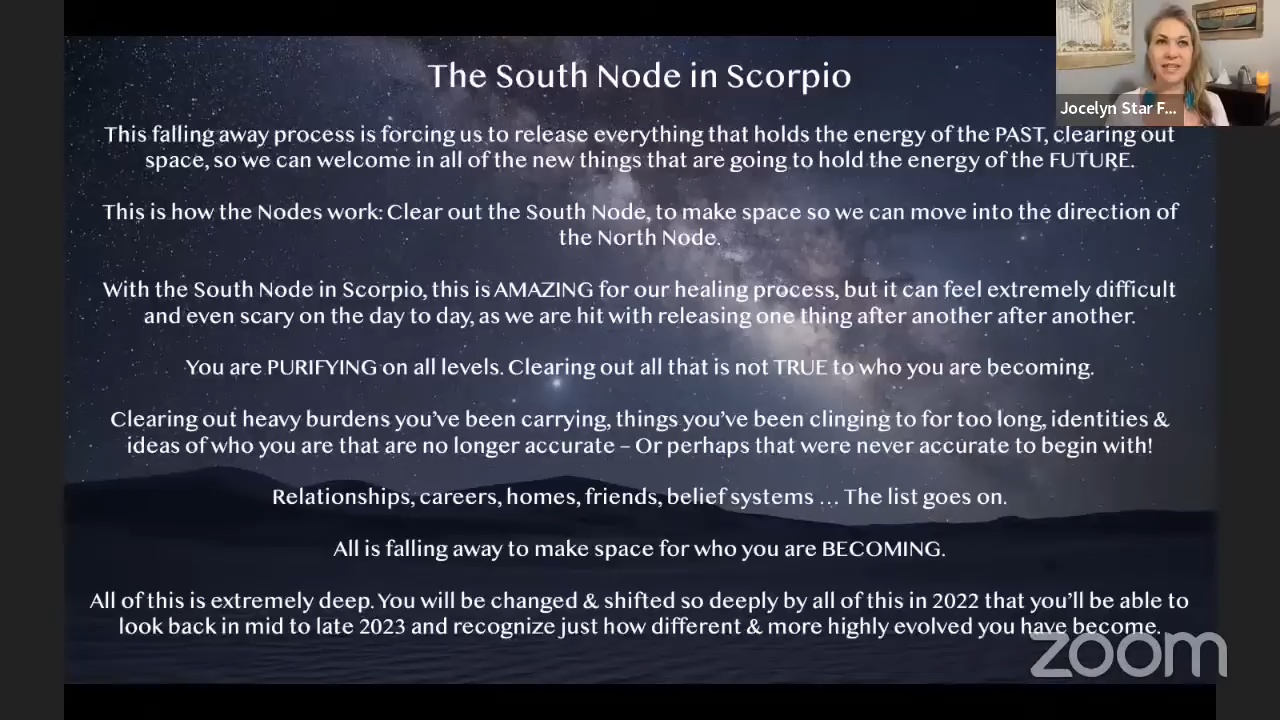 The South Node in Scorpio
Jocelyn Star F...
This falling away process is forcing us to release everything that holds the energy of the PAST, clearing out
space, so we can welcome in all of the new things that are going to hold the energy of the FUTURE.
This is how the Nodes work: Clear out the South Node, to make space so we can move into the direction of
the North Node.
With the South Node in Scorpio, this is AMAZING for our healing process, but it can feel extremely difficult
and even scary on the day to day, as we are hit with releasing one thing after another after another.
You are PURIFYING on all levels. Clearing out all that is not TRUE to who you are becoming.
Clearing out heavy burdens you’ve been carrying, things you’ve been clinging to for too long, identities &
ideas of who you are that are no longer accurate – Or perhaps that were never accurate to begin with!
Relationships, careers, homes, friends, belief systems … The list goes on.
All is falling away to make space for who you are BECOMING.
All of this is extremely deep. You will be changed & shifted so deeply by all of this in 2022 that you’ll be able to
look back in mid to late 2023 and recognize just how different & more highly evolved you have become.
zoom